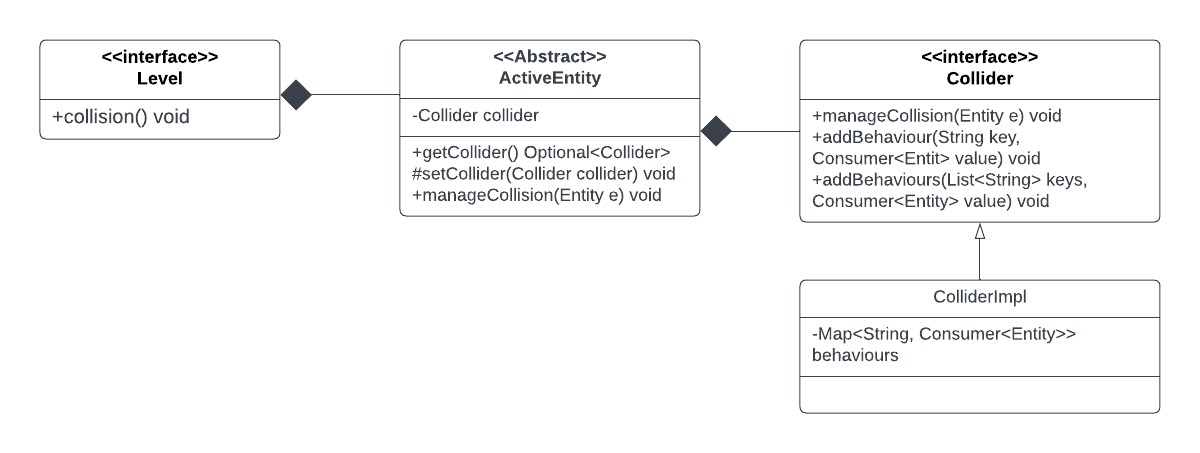 <<interface>>
Level
+collision() void
<<Abstract>>
ActiveEntity
-Collider collider
+getCollider() Optional<Collider>
#setCollider(Collider collider) void
+manageCollision(Entity e) void
<<interface>>
Collider
+manageCollision(Entity e) void
+addBehaviour(String key,
Consumer<Entit> value) void
+addBehaviours(List<String> keys,
Consumer<Entity> value) void
ColliderImpl
-Map<String, Consumer<Entity>>
behaviours